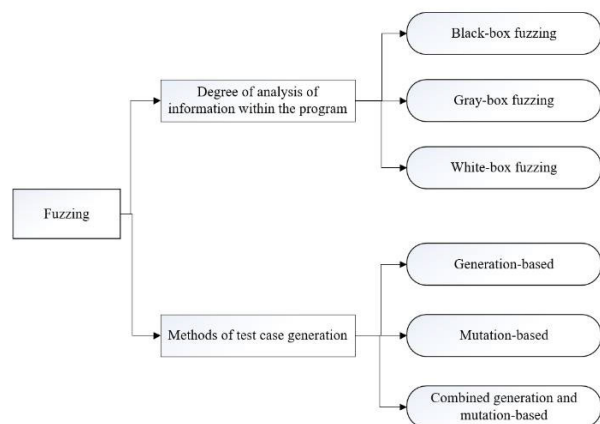 Fuzzing
Degree of analysis of
information within the program
Black-box fuzzing
Gray-box fuzzing
White-box fuzzing
Methods of test case generation
Generation-based
Mutation-based
Combined generation and
mutation-based